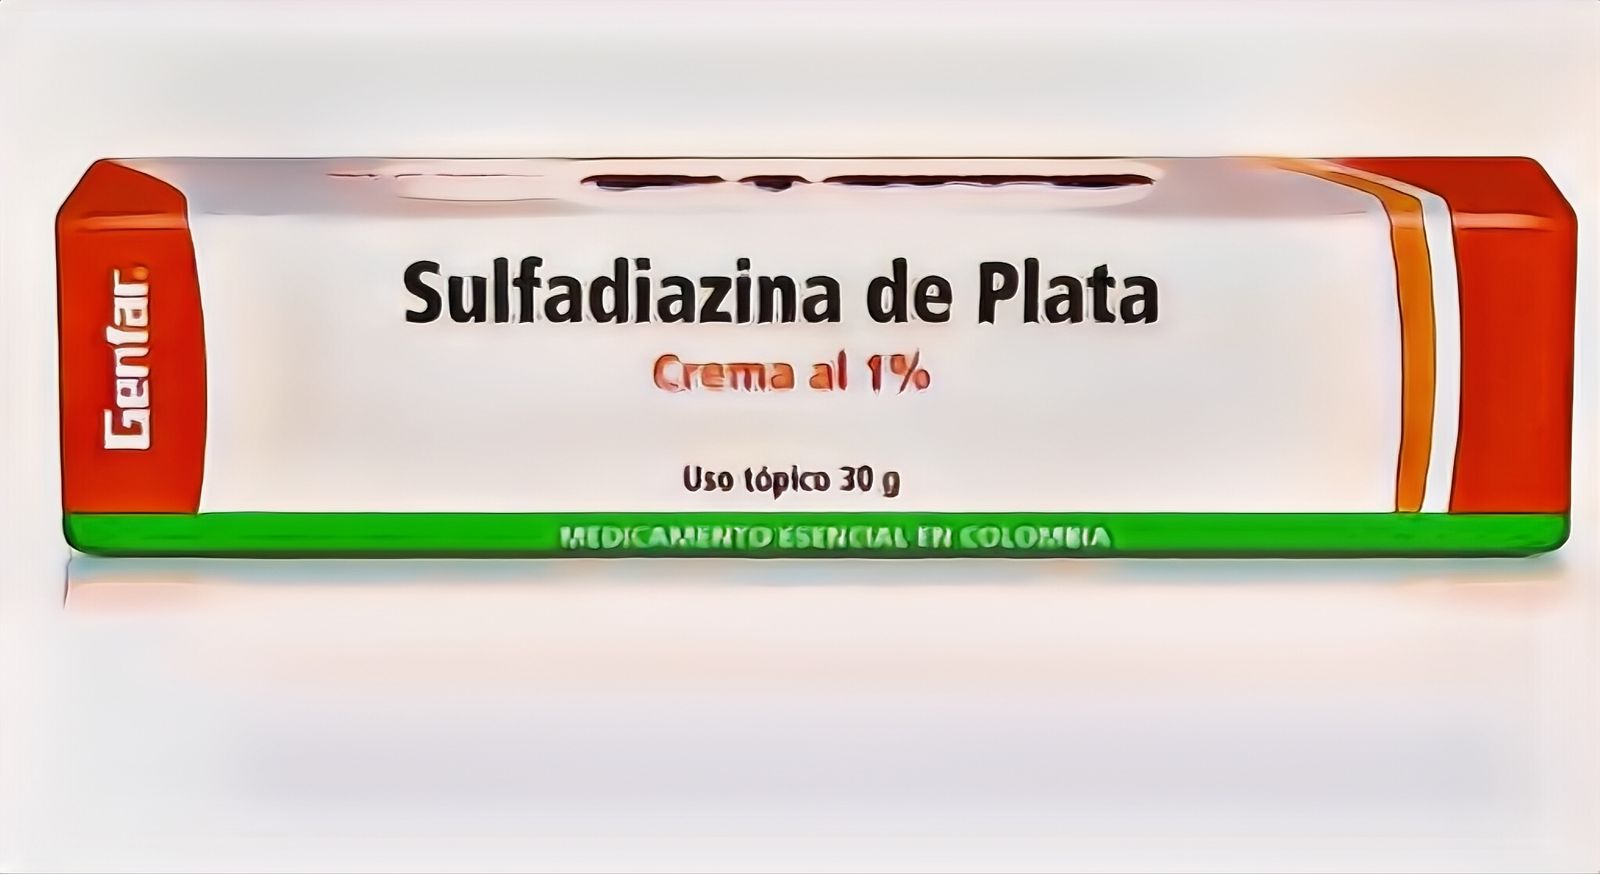 Genfar.
Sulfadiazina de Plata
Crema al 1%
Uso tópico 30 g
MEDICAMENTO ESENCIAL EN COLOMBIA